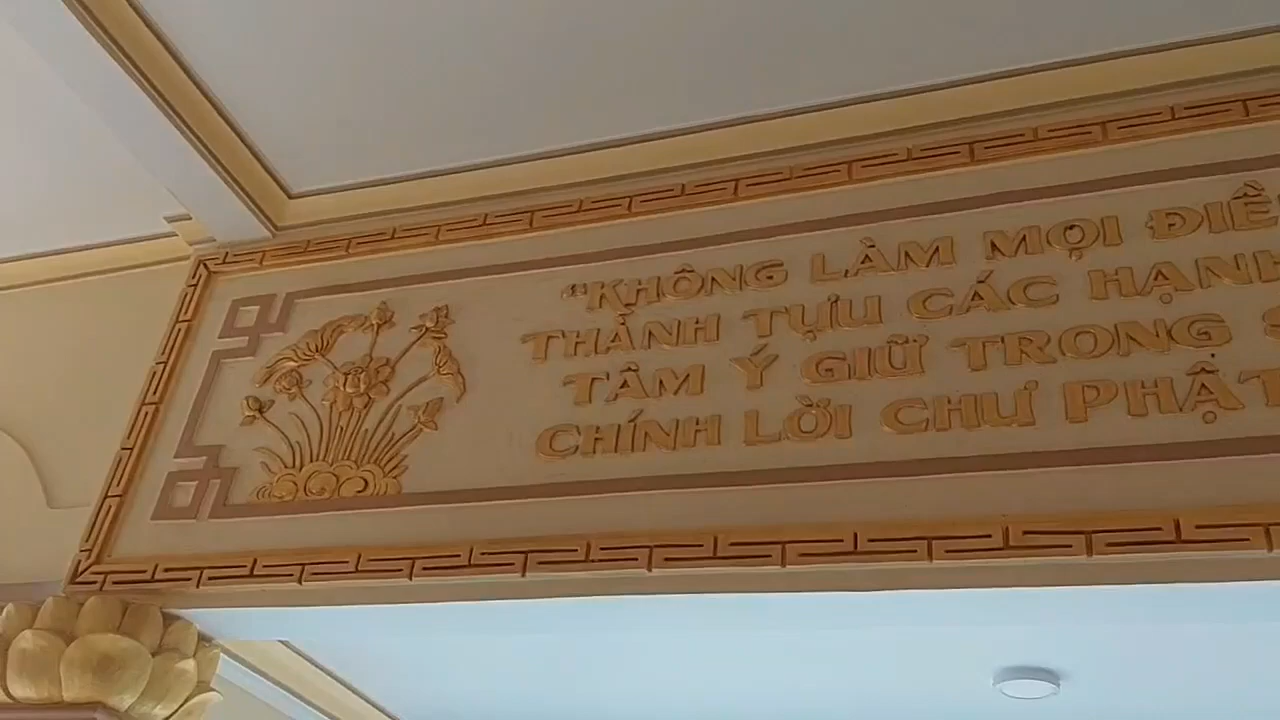 “KHÔNG LÀM MỌI ĐIỀ
THÀNH TỰU CÁC HẠNH
TÂM Ý GIỮ TRONG S
CHÍNH LỜI CHƯ PHẬT